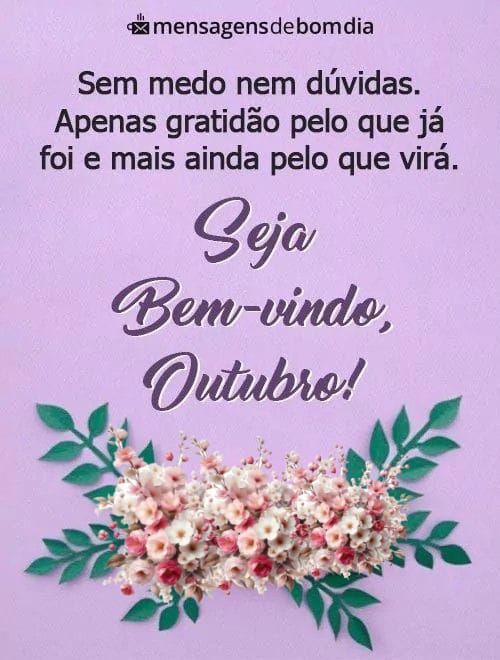 mensagensdebomdia
Sem medo nem dúvidas.
Apenas gratidão pelo que já
foi e mais ainda pelo que virá.
Seja
Bem-vindo,
Outubro!